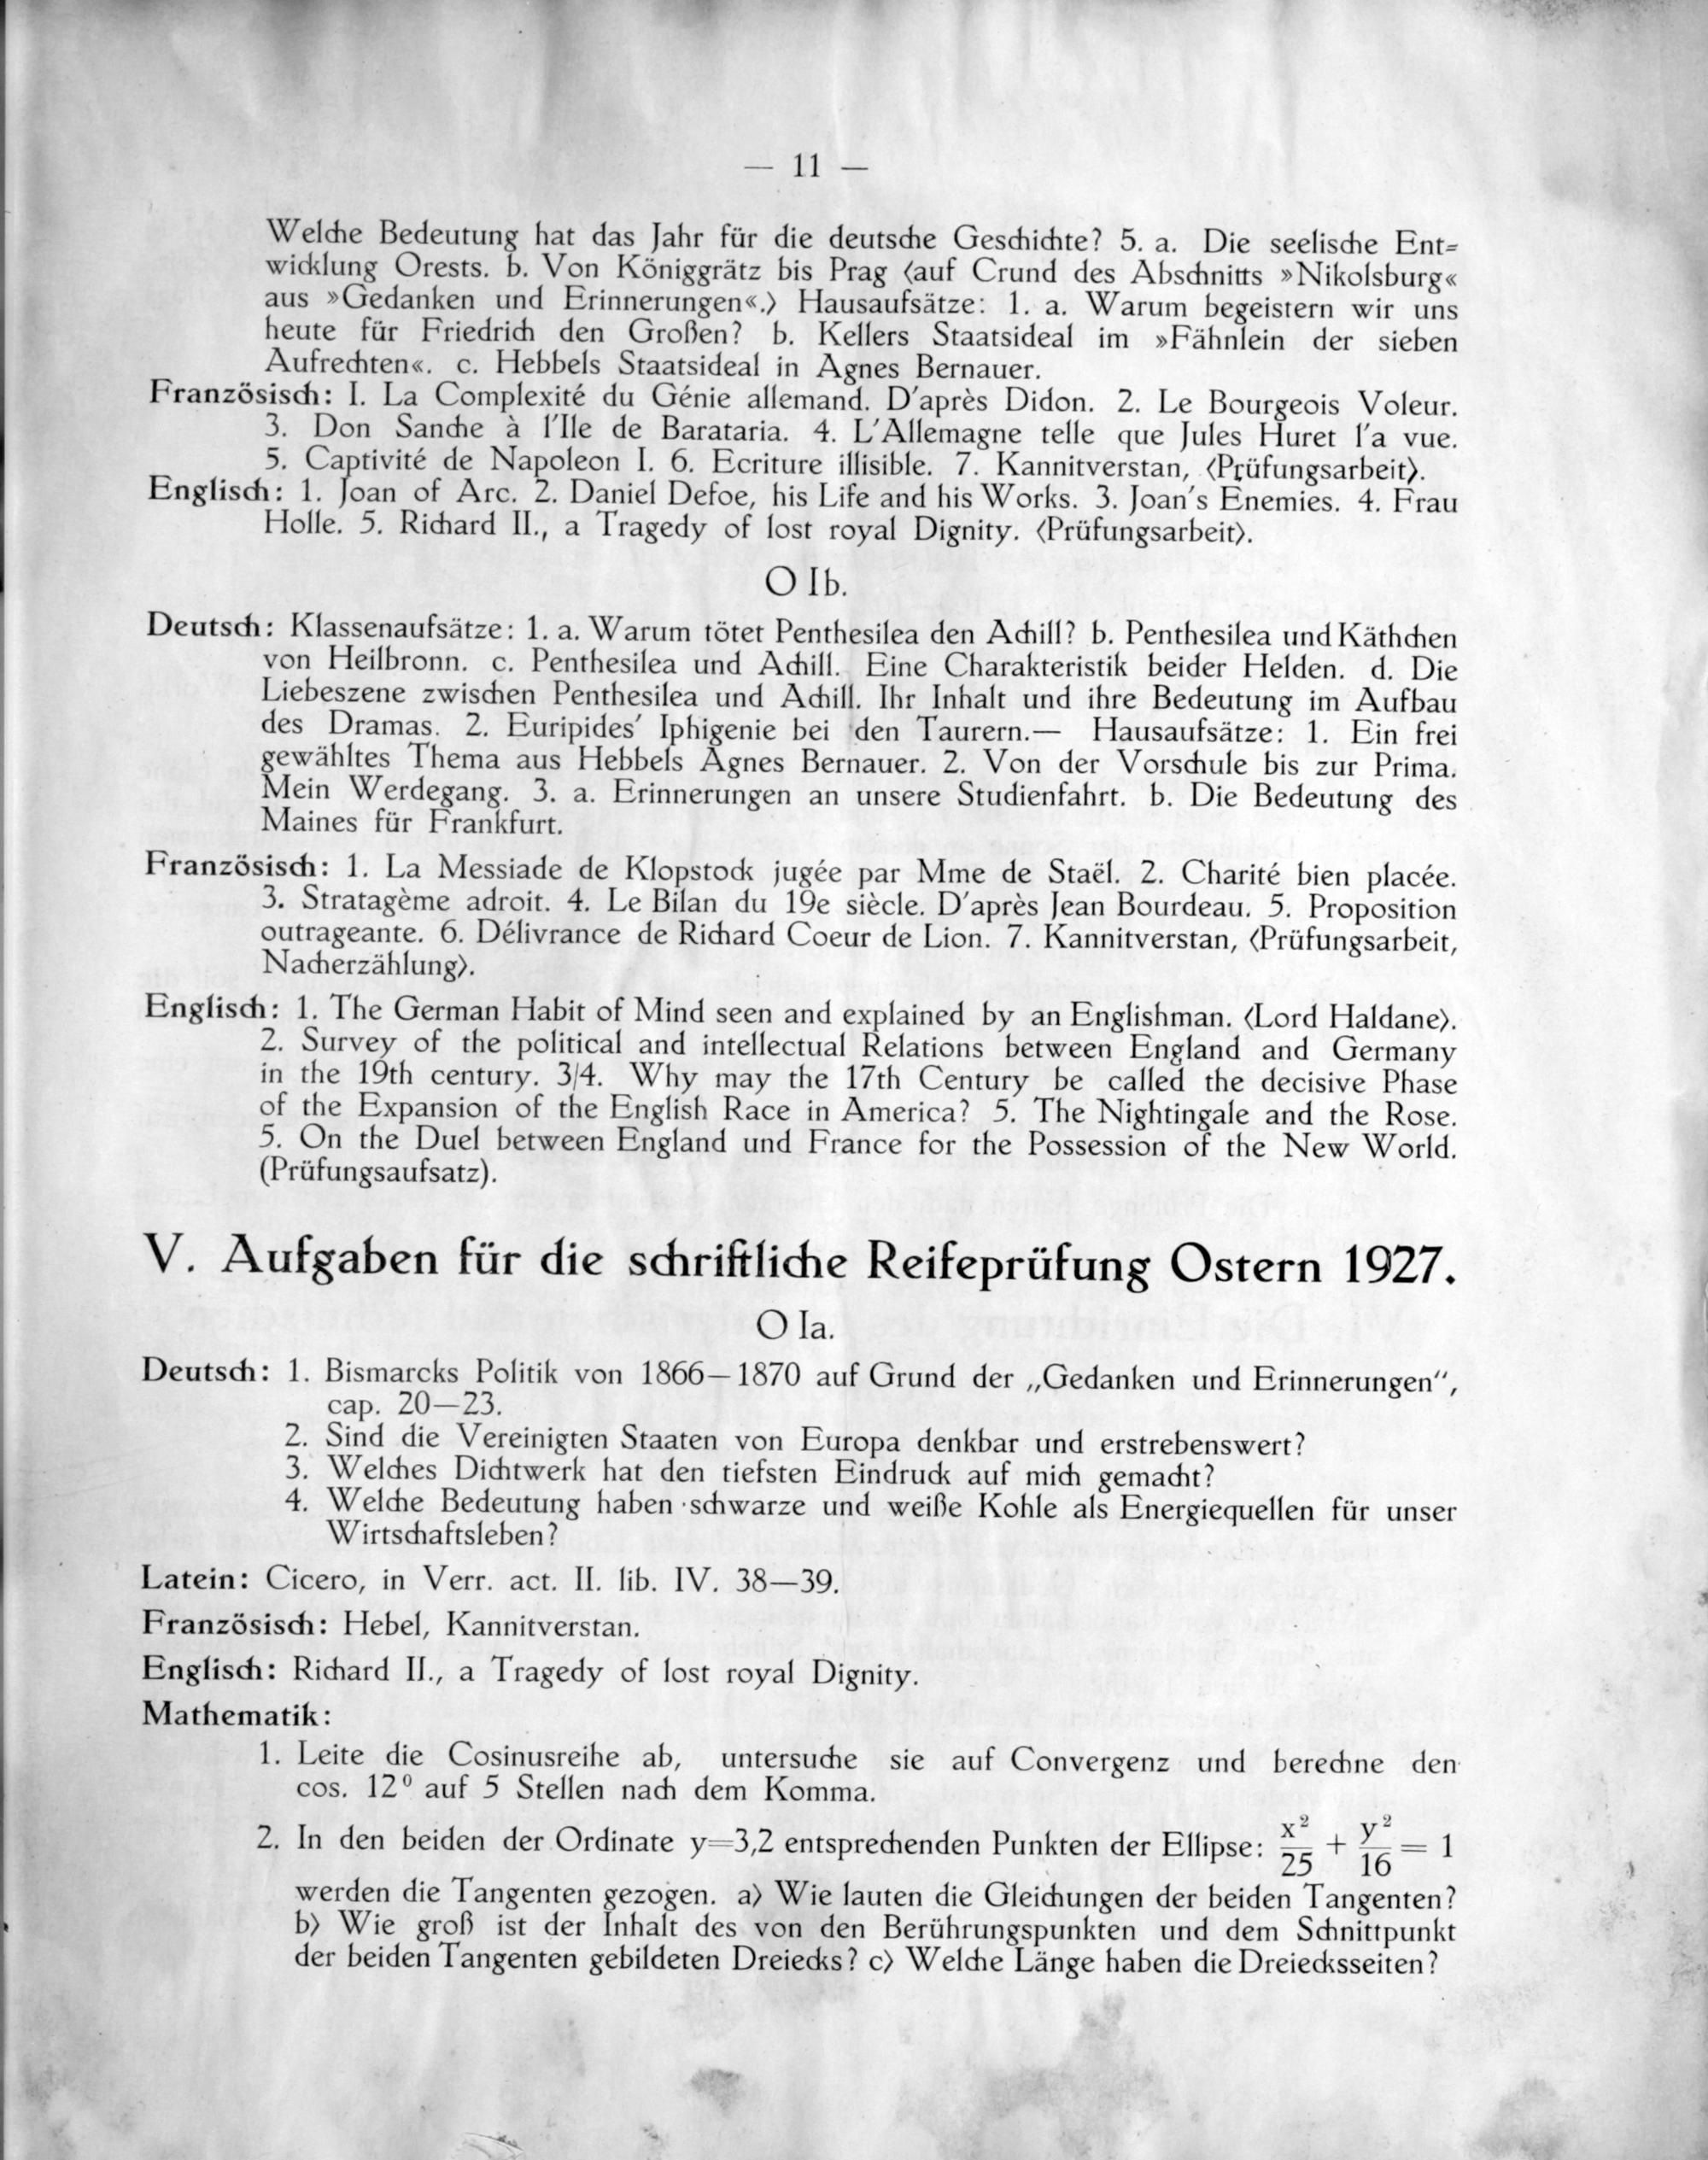 — 11 —
Welche Bedeutung hat das Jahr für die deutsche Geschichte? 5. a. Die seelische Ent=
wicklung Orests. b. Von Königgrätz bis Prag (auf Crund des Abschnitts »Nikolsburg«
aus »Gedanken und Erinnerungen«.) Hausaufsätze: 1. a. Warum begeistern wir uns
heute für Friedrich den Großen? b. Kellers Staatsideal im »Fähnlein der sieben
Aufrechten«. c. Hebbels Staatsideal in Agnes Bernauer.
Französisch: I. La Complexité du Génie allemand. D'après Didon. 2. Le Bourgeois Voleur.
3. Don Sanche à l'Ile de Barataria. 4. L'Allemagne telle que Jules Huret l'a vue.
5. Captivité de Napoleon I. 6. Ecriture illisible. 7. Kannitverstan, (Prüfungsarbeit).
Englisch: 1. Joan of Arc. 2. Daniel Defoe, his Life and his Works. 3. Joan's Enemies. 4. Frau
Holle. 5. Richard II., a Tragedy of lost royal Dignity. (Prüfungsarbeit).
O Ib.
Deutsch: Klassenaufsätze: 1. a. Warum tötet Penthesilea den Achill? b. Penthesilea und Käthchen
von Heilbronn. c. Penthesilea und Achill. Eine Charakteristik beider Helden. d. Die
Liebeszene zwischen Penthesilea und Achill. Ihr Inhalt und ihre Bedeutung im Aufbau
des Dramas. 2. Euripides' Iphigenie bei den Taurern.— Hausaufsätze: 1. Ein frei
gewähltes Thema aus Hebbels Agnes Bernauer. 2. Von der Vorschule bis zur Prima.
Mein Werdegang. 3. a. Erinnerungen an unsere Studienfahrt. b. Die Bedeutung des
Maines für Frankfurt.
Französisch: 1. La Messiade de Klopstock jugée par Mme de Staël. 2. Charité bien placée.
3. Stratagème adroit. 4. Le Bilan du 19e siècle. D'après Jean Bourdeau. 5. Proposition
outrageante. 6. Délivrance de Richard Coeur de Lion. 7. Kannitverstan, (Prüfungsarbeit,
Nacherzählung).
Englisch: 1. The German Habit of Mind seen and explained by an Englishman. (Lord Haldane).
2. Survey of the political and intellectual Relations between England and Germany
in the 19th century. 3/4. Why may the 17th Century be called the decisive Phase
of the Expansion of the English Race in America? 5. The Nightingale and the Rose.
5. On the Duel between England und France for the Possession of the New World.
(Prüfungsaufsatz).
V. Aufgaben für die schriftliche Reifeprüfung Ostern 1927.
O Ia.
Deutsch: 1. Bismarcks Politik von 1866—1870 auf Grund der „Gedanken und Erinnerungen“,
cap. 20—23.
2. Sind die Vereinigten Staaten von Europa denkbar und erstrebenswert?
3. Welches Dichtwerk hat den tiefsten Eindruck auf mich gemacht?
4. Welche Bedeutung haben schwarze und weiße Kohle als Energiequellen für unser
Wirtschaftsleben?
Latein: Cicero, in Verr. act. II. lib. IV. 38—39.
Französisch: Hebel, Kannitverstan.
Englisch: Richard II., a Tragedy of lost royal Dignity.
Mathematik:
1. Leite die Cosinusreihe ab, untersuche sie auf Convergenz und berechne den
cos. 12⁰ auf 5 Stellen nach dem Komma.
2. In den beiden der Ordinate y=3,2 entsprechenden Punkten der Ellipse: x²/25 + y²/16 = 1
werden die Tangenten gezogen. a) Wie lauten die Gleichungen der beiden Tangenten?
b) Wie groß ist der Inhalt des von den Berührungspunkten und dem Schnittpunkt
der beiden Tangenten gebildeten Dreiecks? c) Welche Länge haben die Dreiecksseiten?